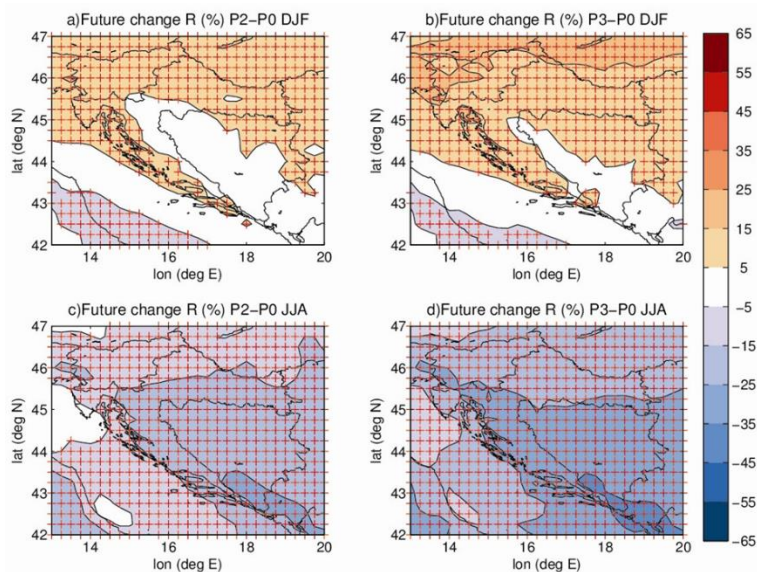 a)Future change R (%) P2−P0 DJF
47
46
45
44
43
42
lat (deg N)
14 16 18 20
lon (deg E)
b)Future change R (%) P3−P0 DJF
47
46
45
44
43
42
lat (deg N)
14 16 18 20
lon (deg E)
c)Future change R (%) P2−P0 JJA
47
46
45
44
43
42
lat (deg N)
14 16 18 20
lon (deg E)
d)Future change R (%) P3−P0 JJA
47
46
45
44
43
42
lat (deg N)
14 16 18 20
lon (deg E)
65
55
45
35
25
15
5
−5
−15
−25
−35
−45
−55
−65